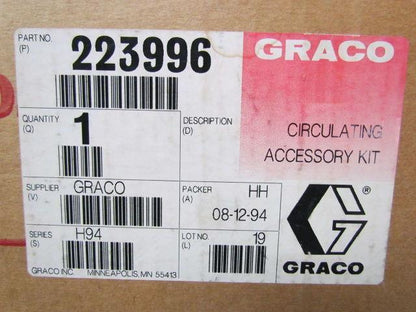 PART NO.
(P)
223996
GRACO
QUANTITY
(Q)
1
DESCRIPTION
(D)
CIRCULATING
ACCESSORY KIT
SUPPLIER
(V)
GRACO
PACKER
(A)
HH
08-12-94
SERIES
(S)
H94
LOT NO.
(L)
19
®
GRACO
GRACO INC. MINNEAPOLIS, MN 55413